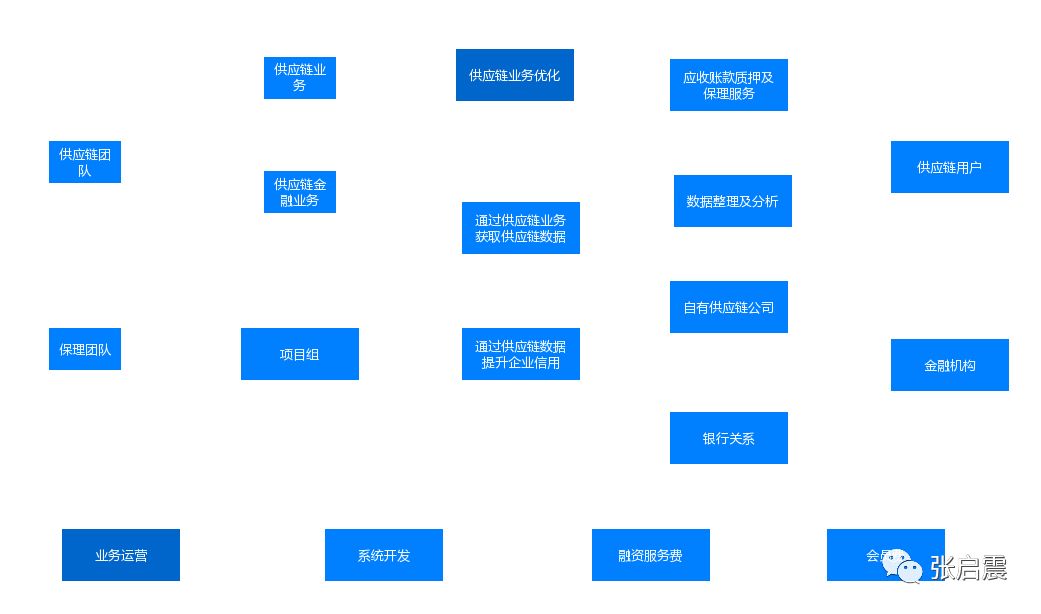 供应链业
务
供应链业务优化
应收账款质押及
保理服务
供应链团
队
供应链用户
供应链金
融业务
数据整理及分析
通过供应链业务
获取供应链数据
自有供应链公司
保理团队
项目组
通过供应链数据
提升企业信用
金融机构
银行关系
业务运营
系统开发
融资服务费
会员
张启震